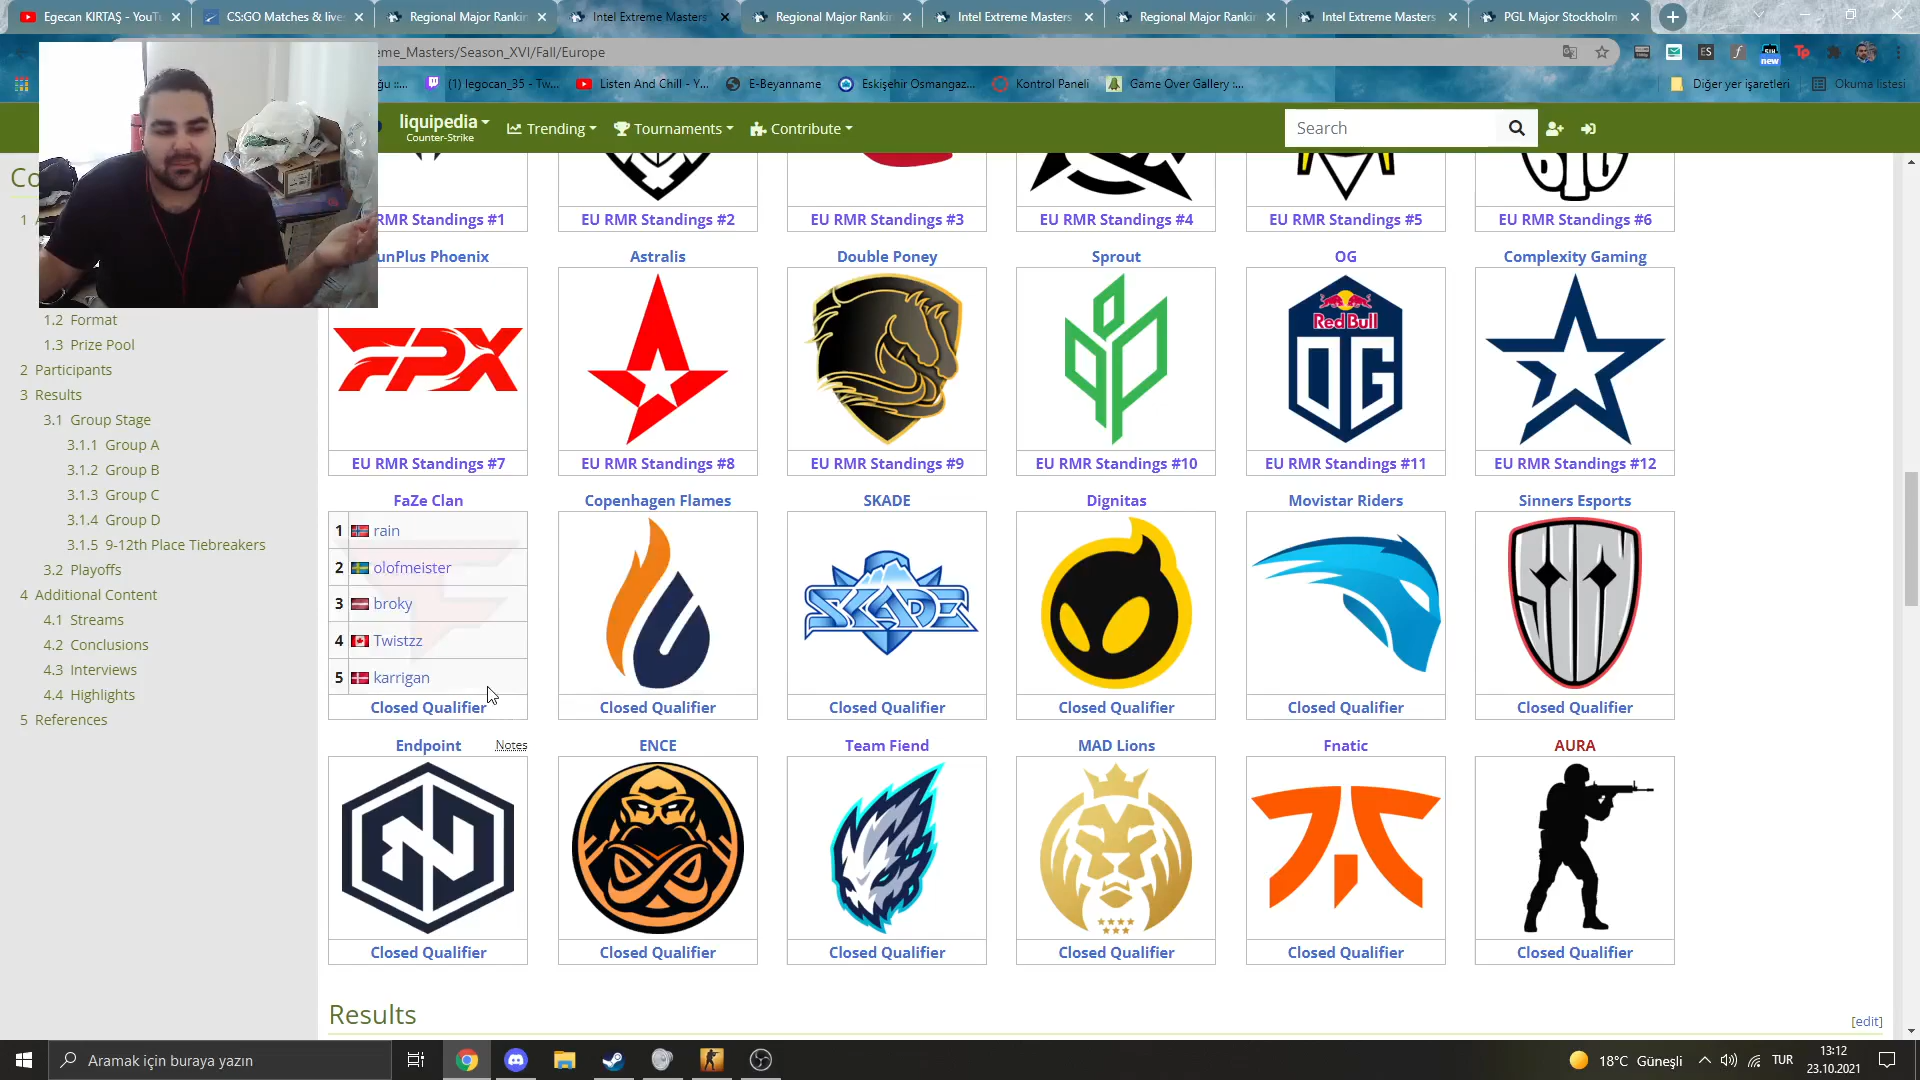 Egecan KIRTAŞ - YouT
CS:GO Matches & live
Regional Major Rankin
Intel Extreme Masters
Regional Major Rankin
Intel Extreme Masters
Regional Major Rankin
Intel Extreme Masters
PGL Major Stockholm
eme_Masters/Season_XVI/Fall/Europe
ğu ::...
(1) legocan_35 - Tw...
Listen And Chill - Y...
E-Beyanname
Eskişehir Osmangaz...
Kontrol Paneli
Game Over Gallery :...
Diğer yer işaretleri
Okuma listesi
liquipedia
Counter-Strike
Trending
Tournaments
Contribute
Search
Co
1
1.2 Format
1.3 Prize Pool
2 Participants
3 Results
3.1 Group Stage
3.1.1 Group A
3.1.2 Group B
3.1.3 Group C
3.1.4 Group D
3.1.5 9-12th Place Tiebreakers
3.2 Playoffs
4 Additional Content
4.1 Streams
4.2 Conclusions
4.3 Interviews
4.4 Highlights
5 References
RMR Standings #1
EU RMR Standings #2
EU RMR Standings #3
EU RMR Standings #4
EU RMR Standings #5
EU RMR Standings #6
unPlus Phoenix
Astralis
Double Poney
Sprout
OG
Complexity Gaming
FPX
Red Bull
OG
EU RMR Standings #7
EU RMR Standings #8
EU RMR Standings #9
EU RMR Standings #10
EU RMR Standings #11
EU RMR Standings #12
FaZe Clan
Copenhagen Flames
SKADE
Dignitas
Movistar Riders
Sinners Esports
1 rain
2 olofmeister
3 broky
4 Twistzz
5 karrigan
SKADE
Closed Qualifier
Closed Qualifier
Closed Qualifier
Closed Qualifier
Closed Qualifier
Closed Qualifier
Endpoint
Notes
ENCE
Team Fiend
MAD Lions
Fnatic
AURA
Closed Qualifier
Closed Qualifier
Closed Qualifier
Closed Qualifier
Closed Qualifier
Closed Qualifier
Results
[edit]
Aramak için buraya yazın
18°C Güneşli
TUR
13:12
23.10.2021